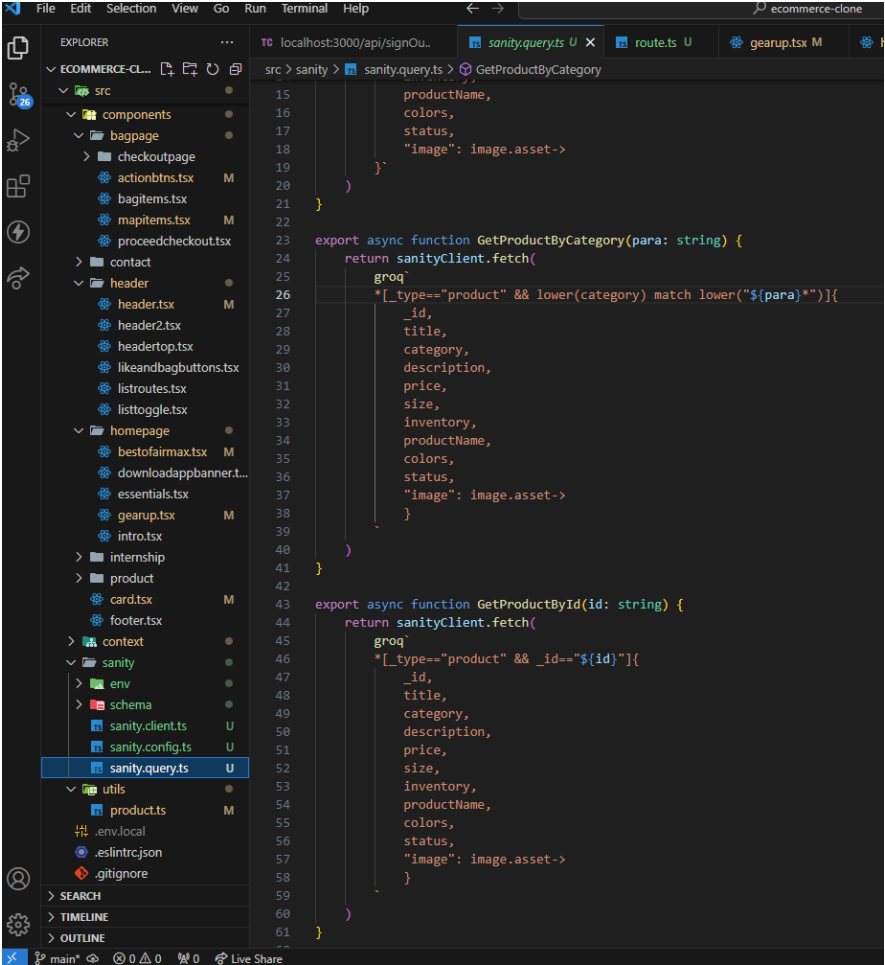 File Edit Selection View Go Run Terminal Help
ecommerce-clone
EXPLORER
ECOMMERCE-CL...
src
components
bagpage
checkoutpage
actionbtns.tsx M
bagitems.tsx
mapitems.tsx M
proceedcheckout.tsx
contact
header
header.tsx M
header2.tsx
headertop.tsx
likeandbagbuttons.tsx
listroutes.tsx
listtoggle.tsx
homepage
bestofairmax.tsx M
downloadappbanner.t...
essentials.tsx
gearup.tsx M
intro.tsx
internship
product
card.tsx M
footer.tsx
context
sanity
env
schema
sanity.client.ts U
sanity.config.ts U
sanity.query.ts U
utils
product.ts M
.env.local
.eslintrc.json
.gitignore
SEARCH
TIMELINE
OUTLINE
26
TC localhost:3000/api/signOu.. TS sanity.query.ts U TS route.ts U gearup.tsx M
src > sanity > TS sanity.query.ts > GetProductByCategory
15 productName,
16 colors,
17 status,
18 "image": image.asset->
19 }`
20 )
21 }
22
23 export async function GetProductByCategory(para: string) {
24 return sanityClient.fetch(
25 groq`
26 *[_type=="product" && lower(category) match lower("${para}*")]{
27 _id,
28 title,
29 category,
30 description,
31 price,
32 size,
33 inventory,
34 productName,
35 colors,
36 status,
37 "image": image.asset->
38 }
39 `
40 )
41 }
42
43 export async function GetProductById(id: string) {
44 return sanityClient.fetch(
45 groq`
46 *[_type=="product" && _id=="${id}"]{
47 _id,
48 title,
49 category,
50 description,
51 price,
52 size,
53 inventory,
54 productName,
55 colors,
56 status,
57 "image": image.asset->
58 }
59 `
60 )
61 }
main* 0 0 0 Live Share